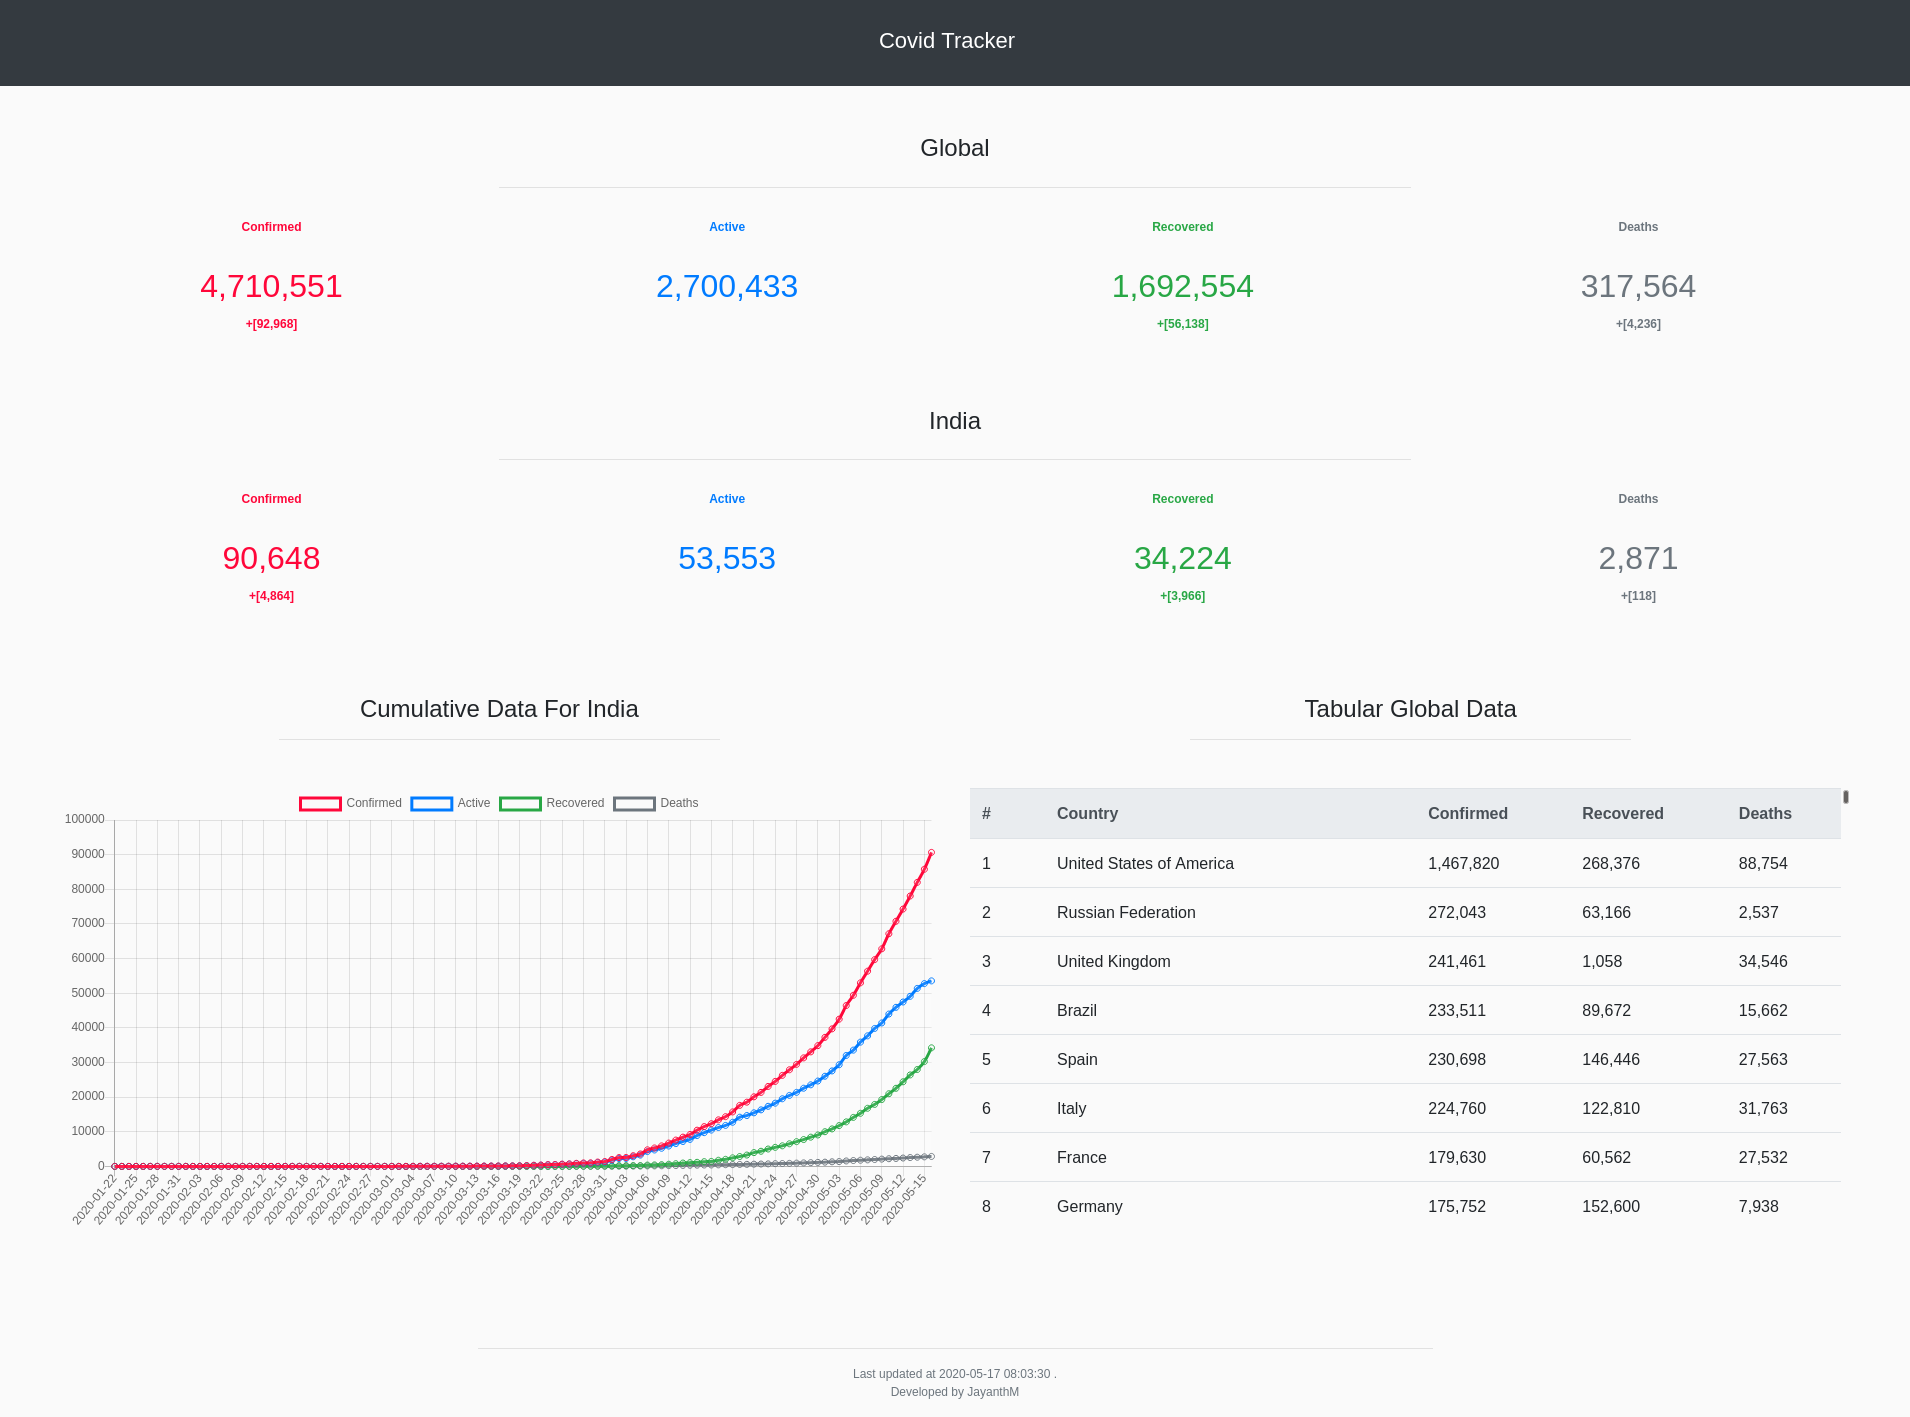 Covid Tracker
Global
Confirmed Active Recovered Deaths
4,710,551 2,700,433 1,692,554 317,564
+[92,968] +[56,138] +[4,236]
India
Confirmed Active Recovered Deaths
90,648 53,553 34,224 2,871
+[4,864] +[3,966] +[118]
Cumulative Data For India
Confirmed Active Recovered Deaths
100000
90000
80000
70000
60000
50000
40000
30000
20000
10000
0
2020-01-22 2020-01-25 2020-01-28 2020-01-31 2020-02-03 2020-02-06 2020-02-09 2020-02-12 2020-02-15 2020-02-18 2020-02-21 2020-02-24 2020-02-27 2020-03-01 2020-03-04 2020-03-07 2020-03-10 2020-03-13 2020-03-16 2020-03-19 2020-03-22 2020-03-25 2020-03-28 2020-03-31 2020-04-03 2020-04-06 2020-04-09 2020-04-12 2020-04-15 2020-04-18 2020-04-21 2020-04-24 2020-04-27 2020-04-30 2020-05-03 2020-05-06 2020-05-09 2020-05-12 2020-05-15
Tabular Global Data
# Country Confirmed Recovered Deaths
1 United States of America 1,467,820 268,376 88,754
2 Russian Federation 272,043 63,166 2,537
3 United Kingdom 241,461 1,058 34,546
4 Brazil 233,511 89,672 15,662
5 Spain 230,698 146,446 27,563
6 Italy 224,760 122,810 31,763
7 France 179,630 60,562 27,532
8 Germany 175,752 152,600 7,938
Last updated at 2020-05-17 08:03:30 .
Developed by JayanthM